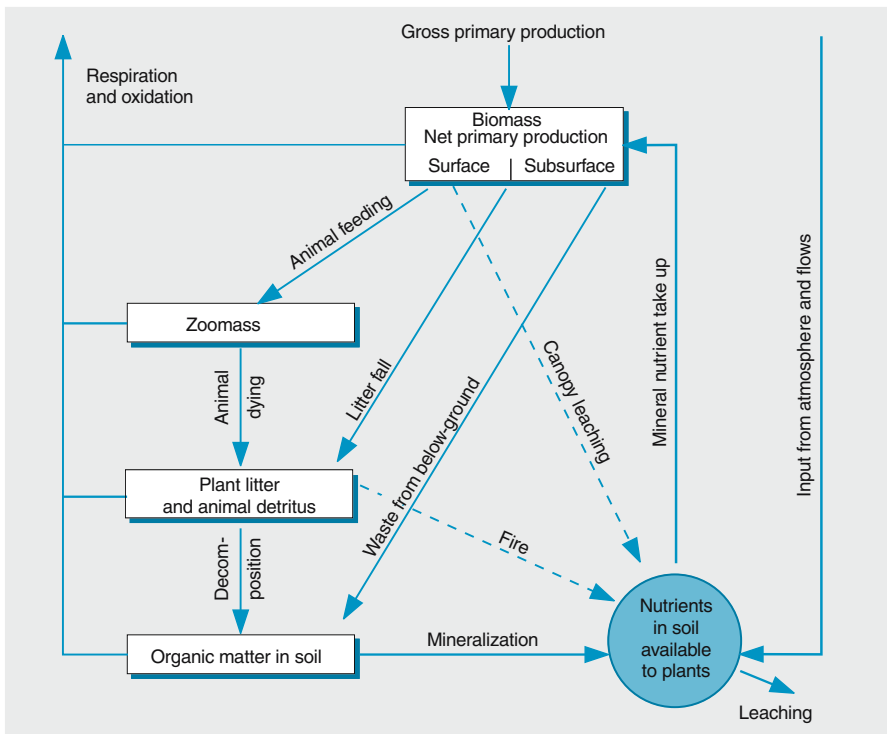 Gross primary production
Respiration
and oxidation
Biomass
Net primary production
Surface | Subsurface
Animal feeding
Zoomass
Animal
dying
Litter fall
Waste from below-ground
Canopy leaching
Mineral nutrient take up
Input from atmosphere and flows
Plant litter
and animal detritus
Fire
Decom-
position
Organic matter in soil
Mineralization
Nutrients
in soil
available
to plants
Leaching